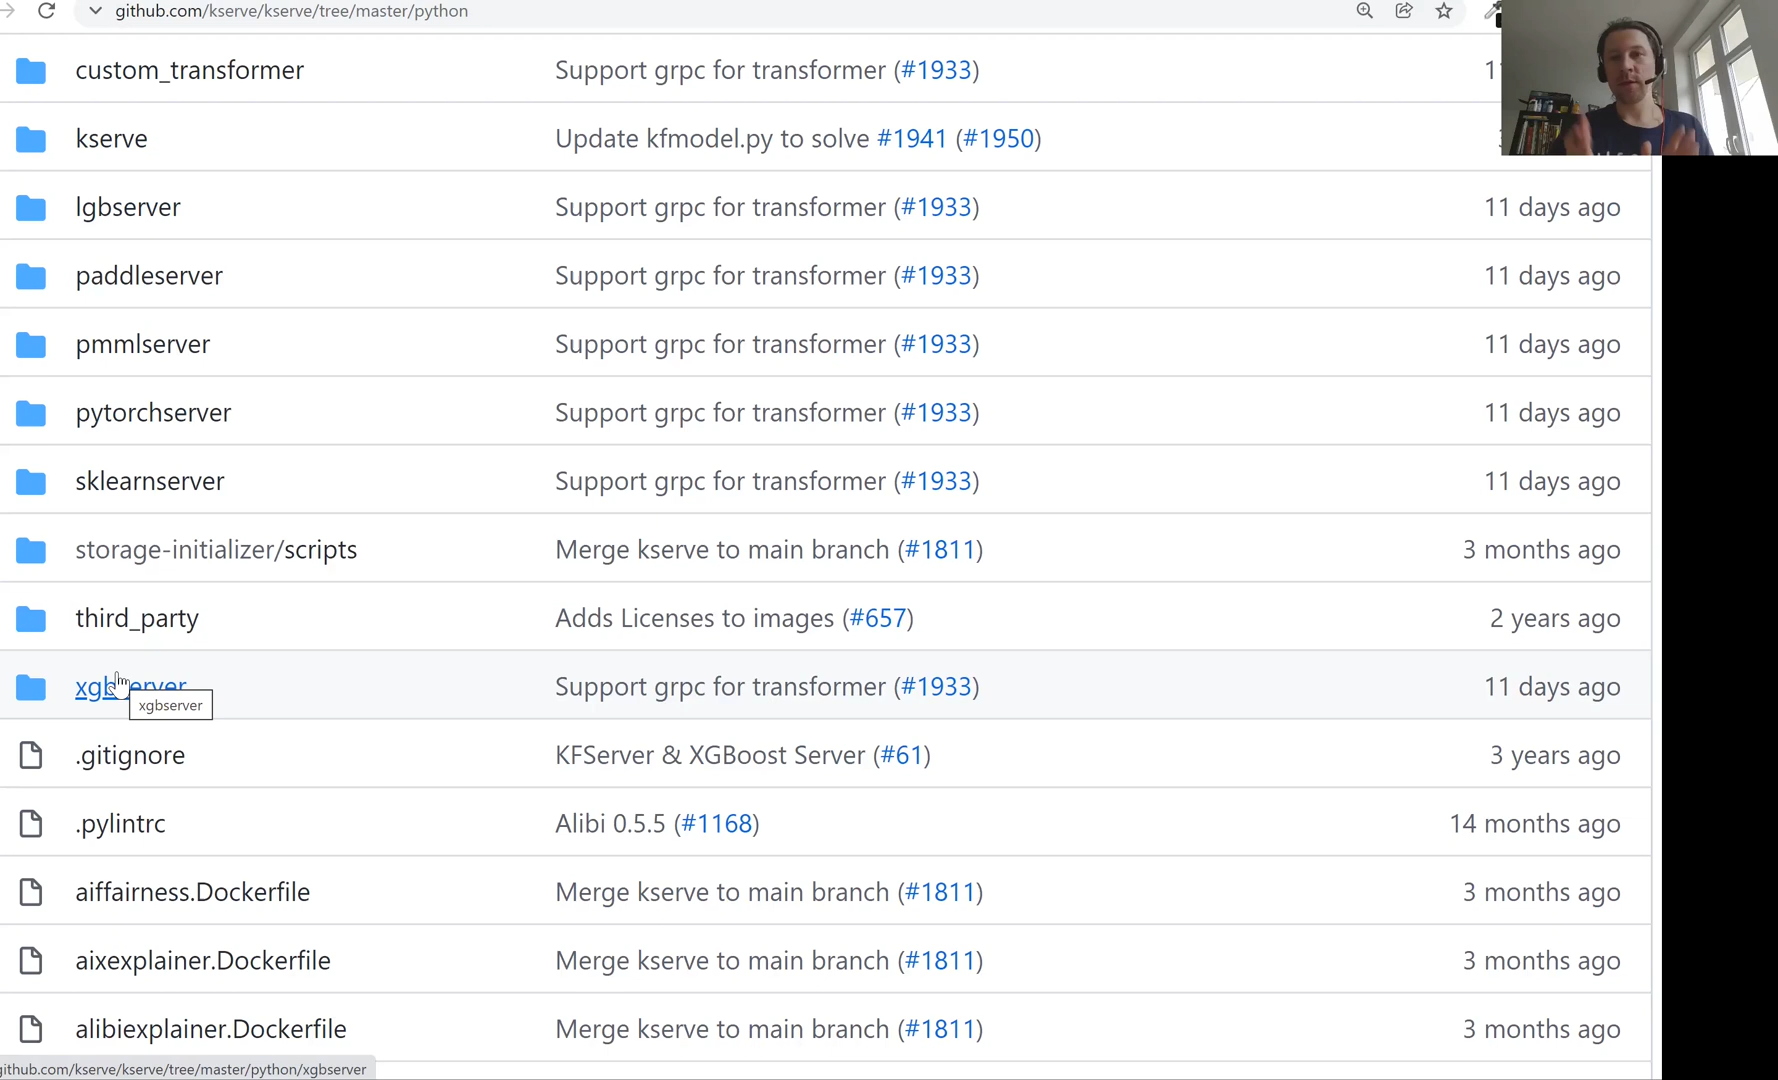 github.com/kserve/kserve/tree/master/python
custom_transformer Support grpc for transformer (#1933) 11
kserve Update kfmodel.py to solve #1941 (#1950)
lgbserver Support grpc for transformer (#1933) 11 days ago
paddleserver Support grpc for transformer (#1933) 11 days ago
pmmlserver Support grpc for transformer (#1933) 11 days ago
pytorchserver Support grpc for transformer (#1933) 11 days ago
sklearnserver Support grpc for transformer (#1933) 11 days ago
storage-initializer/scripts Merge kserve to main branch (#1811) 3 months ago
third_party Adds Licenses to images (#657) 2 years ago
xgbserver Support grpc for transformer (#1933) 11 days ago
xgbserver
.gitignore KFServer & XGBoost Server (#61) 3 years ago
.pylintrc Alibi 0.5.5 (#1168) 14 months ago
aiffairness.Dockerfile Merge kserve to main branch (#1811) 3 months ago
aixexplainer.Dockerfile Merge kserve to main branch (#1811) 3 months ago
alibiexplainer.Dockerfile Merge kserve to main branch (#1811) 3 months ago
github.com/kserve/kserve/tree/master/python/xgbserver